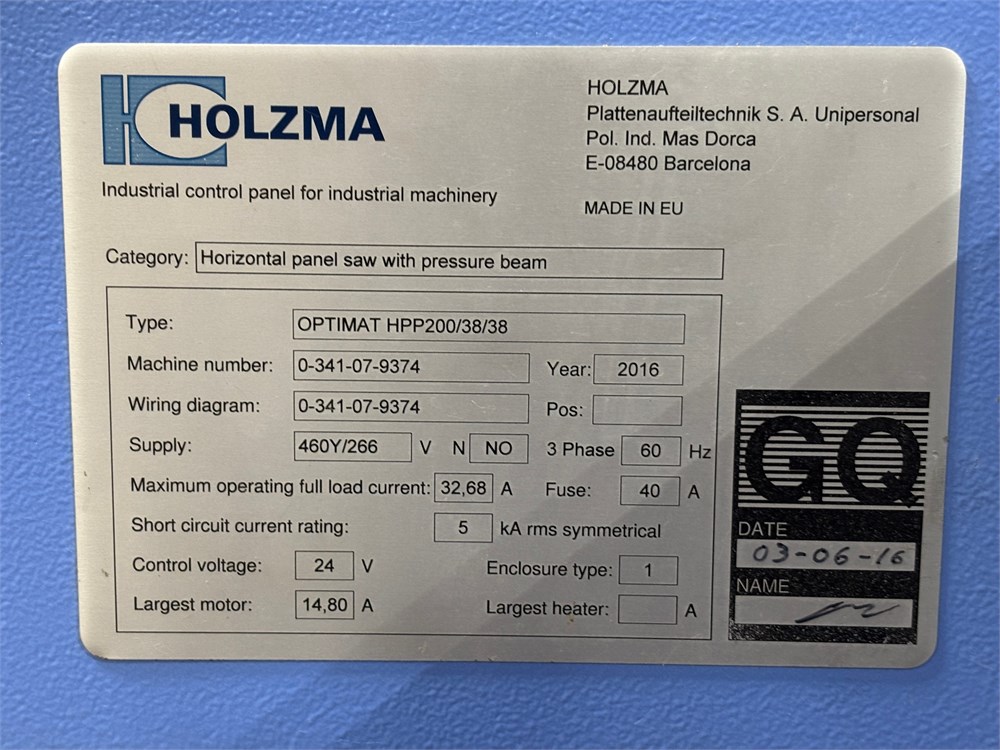 HOLZMA
HOLZMA
Plattenaufteiltechnik S. A. Unipersonal
Pol. Ind. Mas Dorca
E-08480 Barcelona
Industrial control panel for industrial machinery
MADE IN EU
Category: Horizontal panel saw with pressure beam
Type: OPTIMAT HPP200/38/38
Machine number: 0-341-07-9374 Year: 2016
Wiring diagram: 0-341-07-9374 Pos:
Supply: 460Y/266 V N NO 3 Phase 60 Hz
Maximum operating full load current: 32,68 A Fuse: 40 A
Short circuit current rating: 5 kA rms symmetrical
Control voltage: 24 V Enclosure type: 1
Largest motor: 14,80 A Largest heater: A
GQ
DATE
03-06-16
NAME